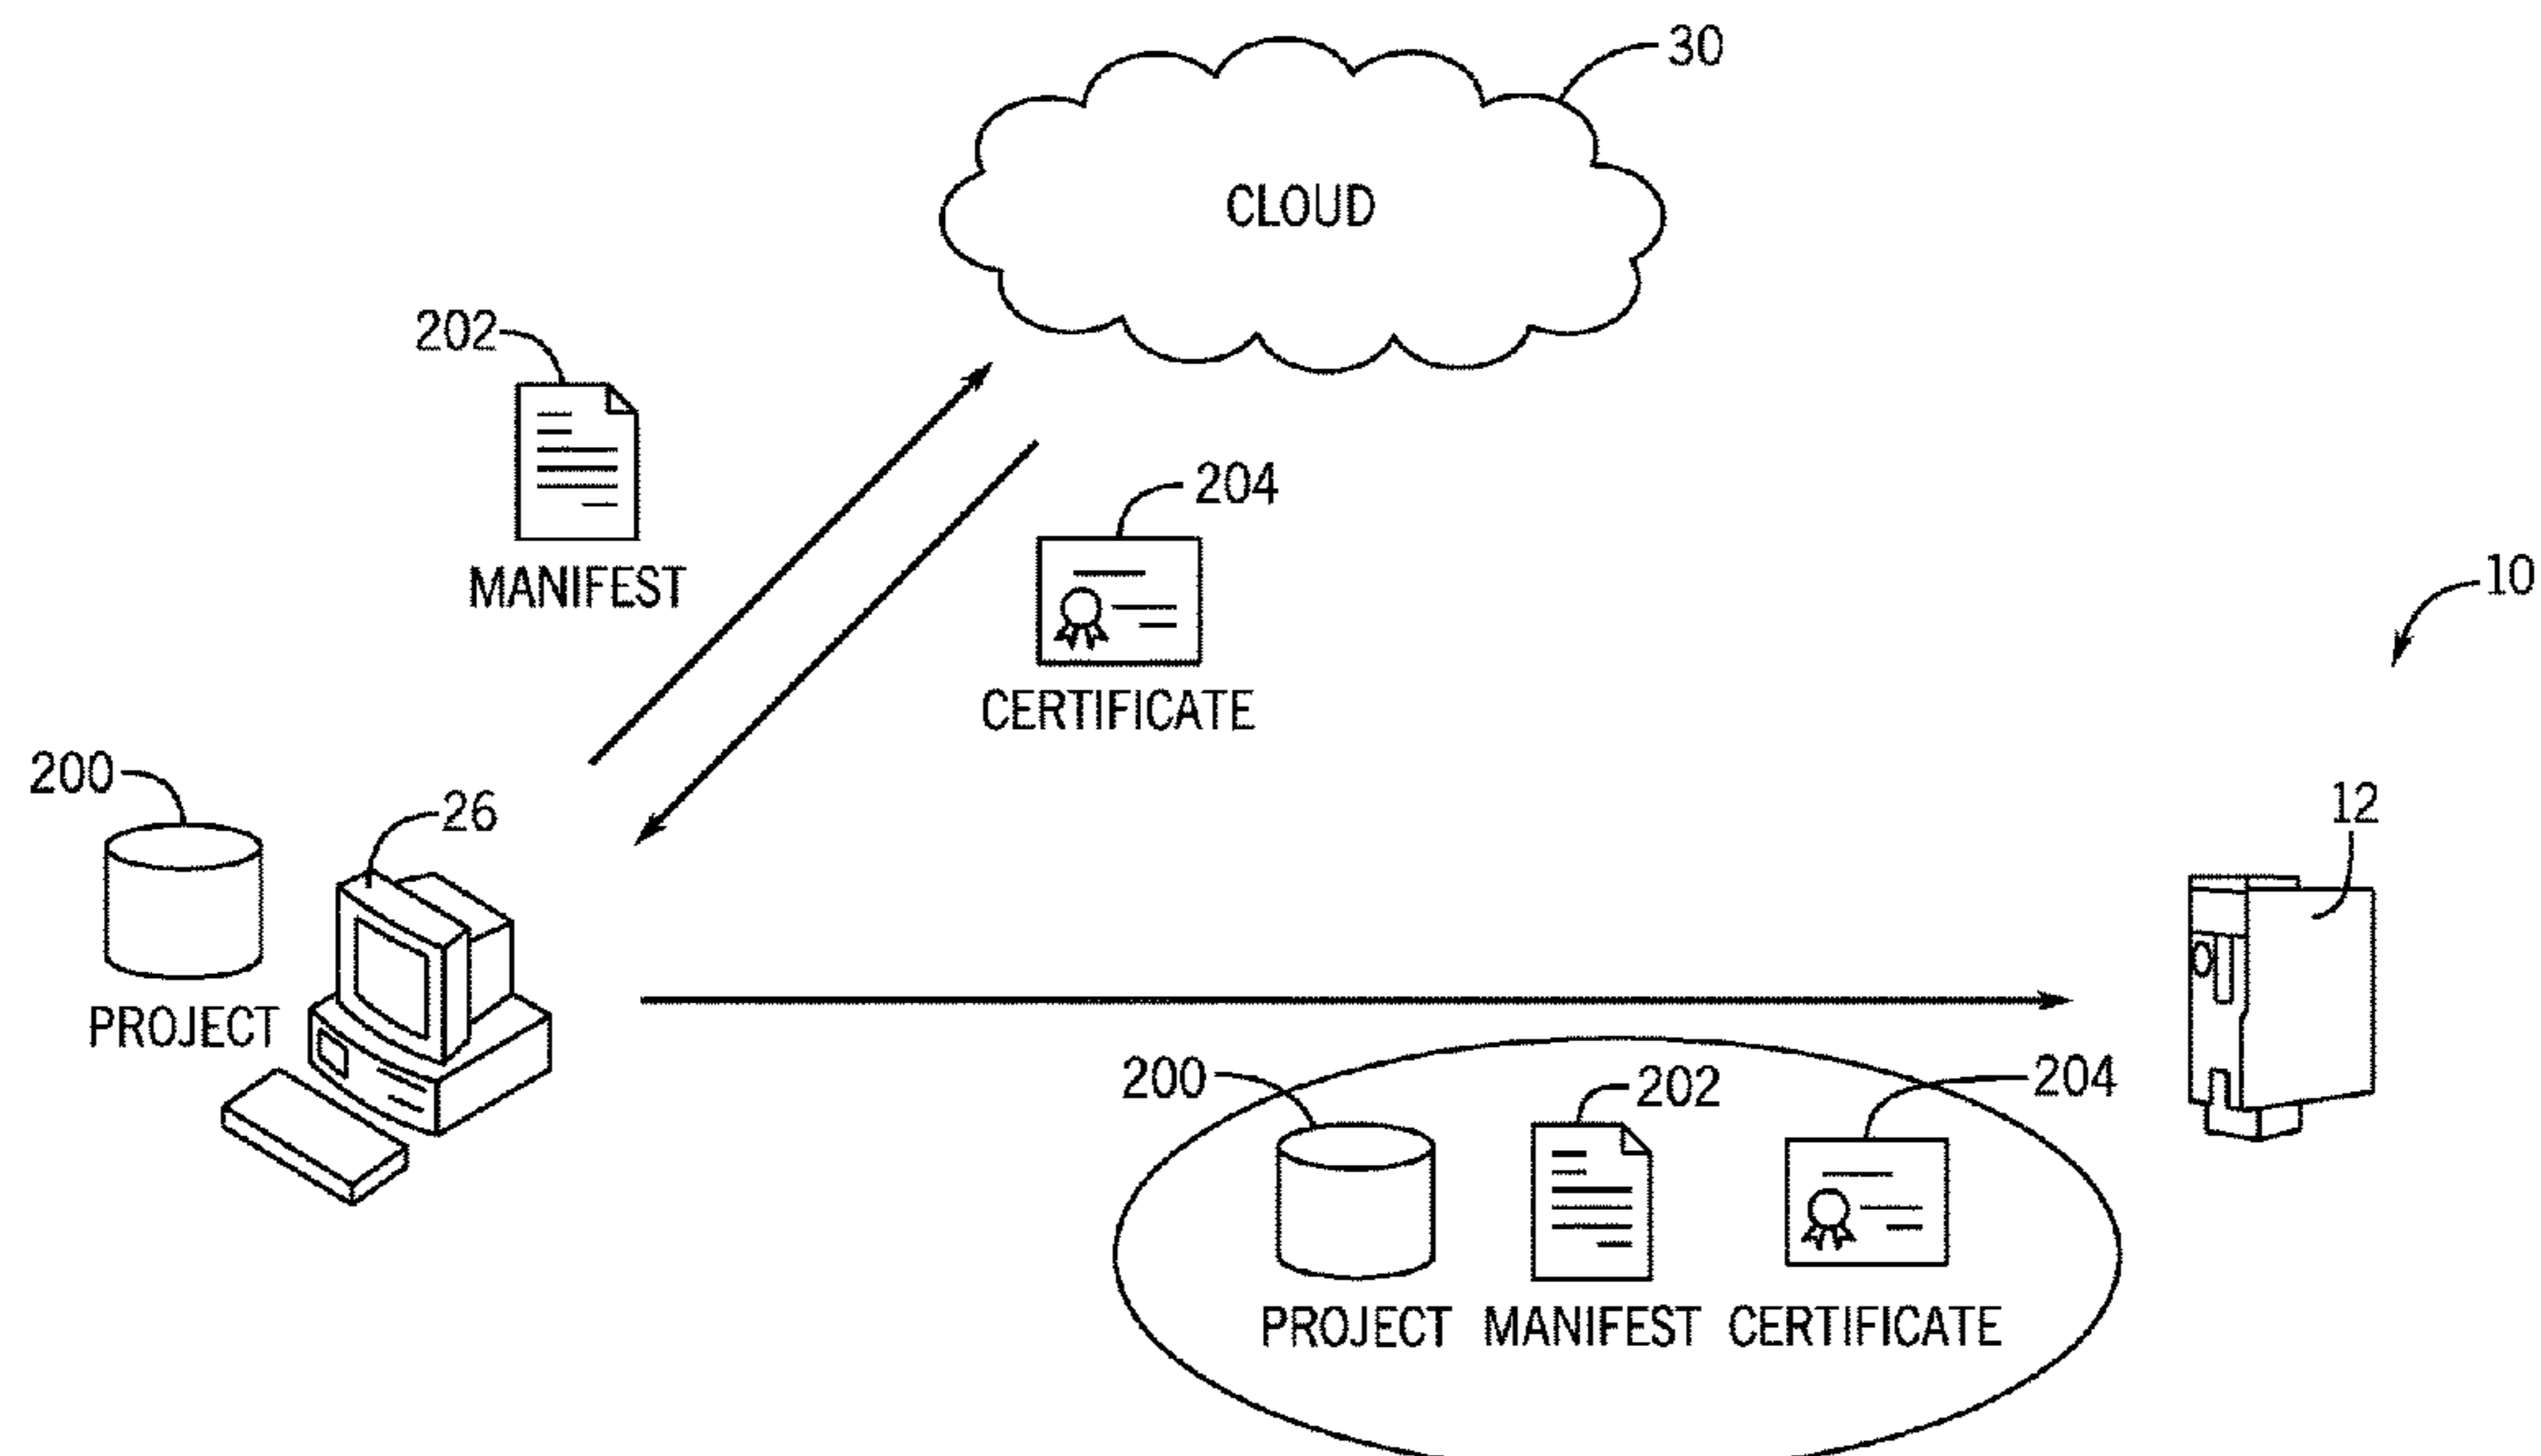 30
CLOUD
202
MANIFEST
204
CERTIFICATE
10
200
PROJECT
26
12
200
202
204
PROJECT MANIFEST CERTIFICATE